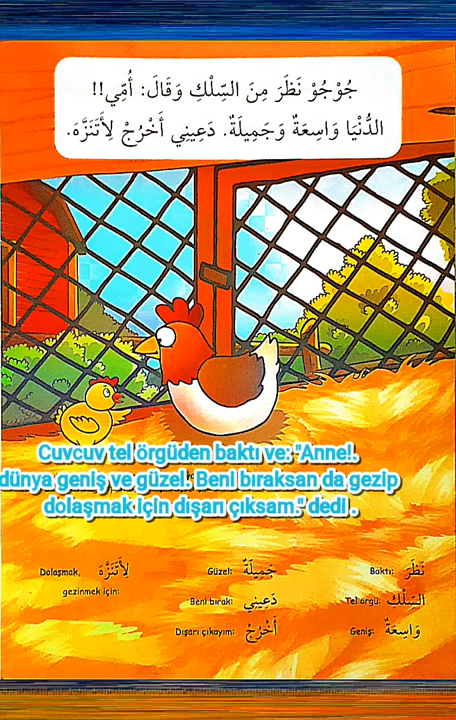 جُوْجُوْ نَظَرَ مِنَ السِّلْكِ وَقَالَ: أُمِّي!!
الدُّنْيَا وَاسِعَةٌ وَجَمِيلَةٌ. دَعِينِي أَخْرُجْ لِأَتَنَزَّهَ.
Cuvcuv tel örgüden baktı ve: "Anne!.
dünya geniş ve güzel. Beni bıraksan da gezip
dolaşmak için dışarı çıksam." dedi .
Baktı: نَظَرَ
Tel örgü: السِّلْكِ
Geniş: وَاسِعَةٌ
Güzel: جَمِيلَةٌ
Beni bırak: دَعِينِي
Dışarı çıkayım: أَخْرُجْ
Dolaşmak, لِأَتَنَزَّهَ
gezinmek için: